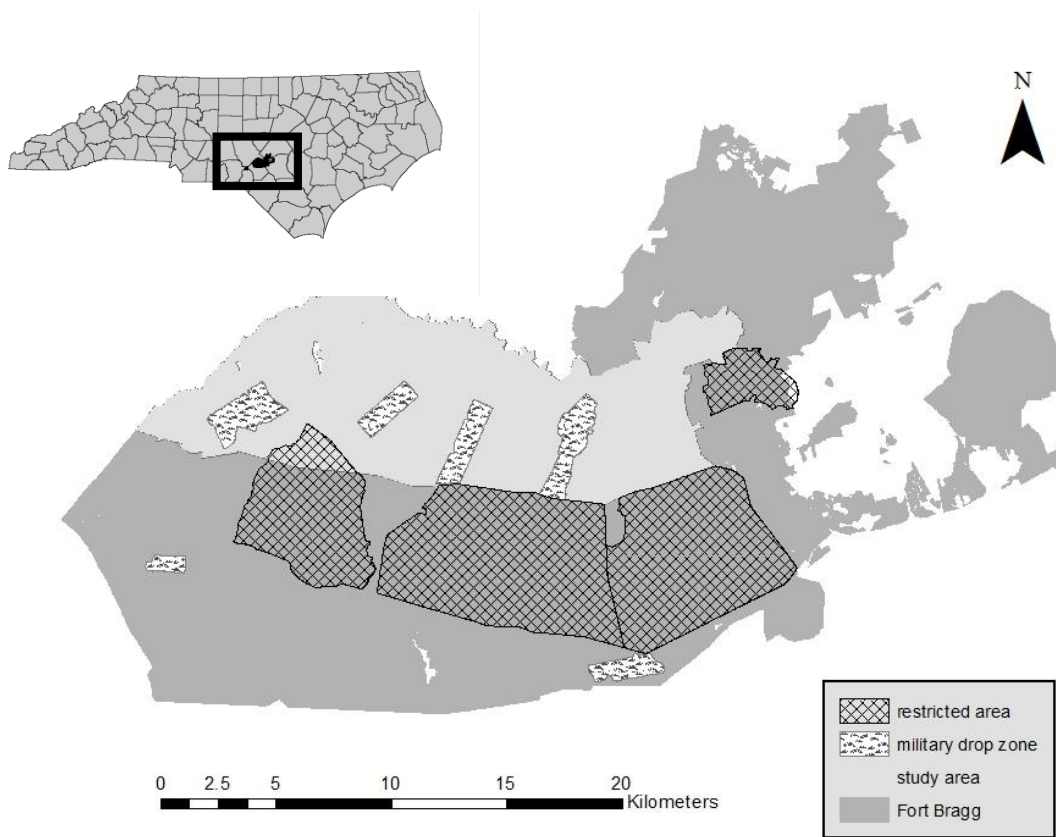 N
restricted area
military drop zone
study area
Fort Bragg
0 2.5 5 10 15 20
Kilometers